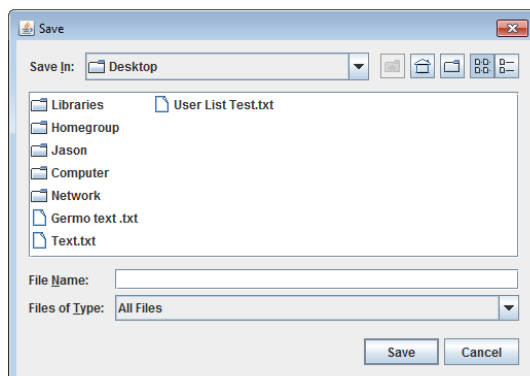 Save
Save In: Desktop
Libraries
Homegroup
Jason
Computer
Network
Germo text .txt
Text.txt
User List Test.txt
File Name:
Files of Type: All Files
Save Cancel